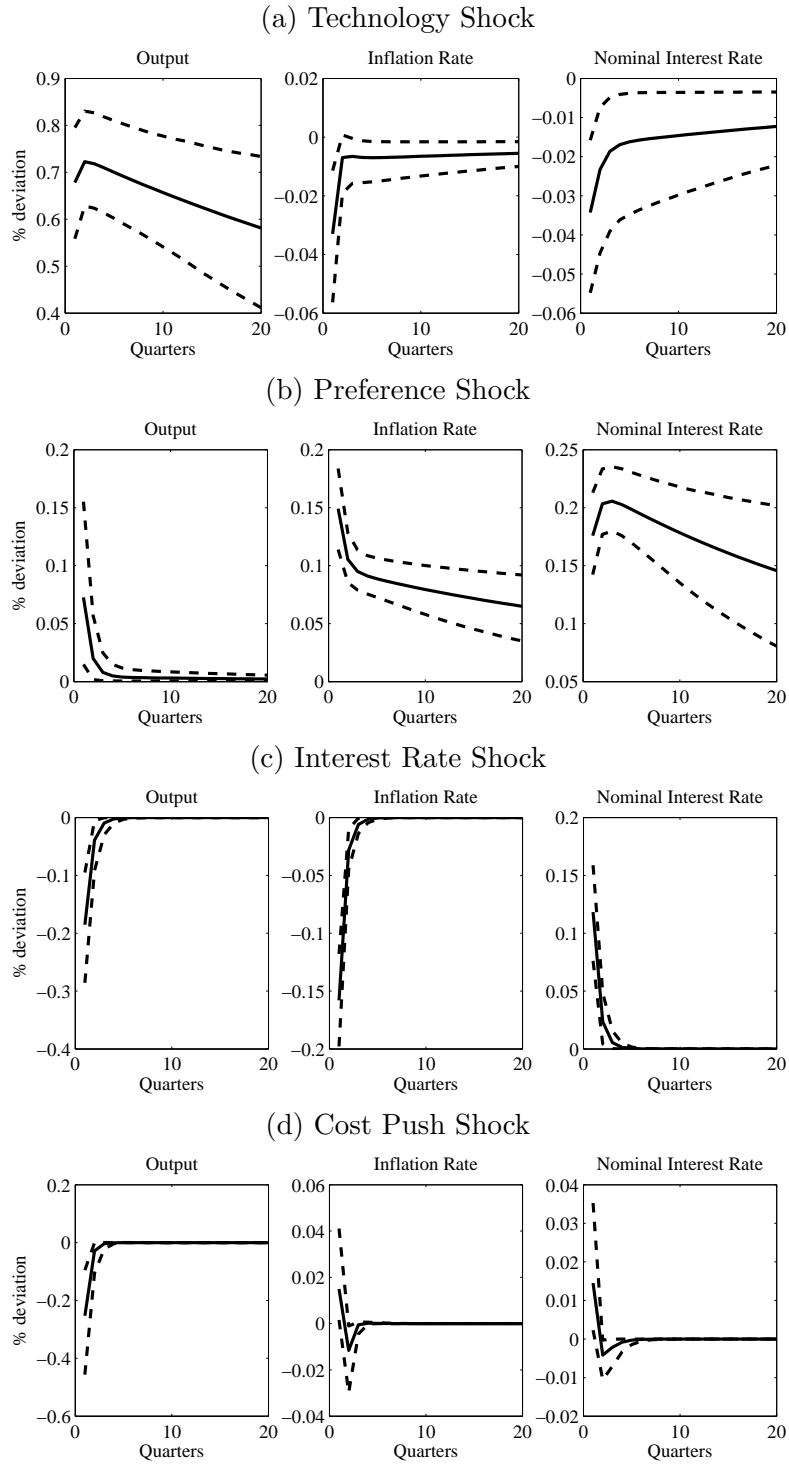 (a) Technology Shock
Output
Inflation Rate
Nominal Interest Rate
% deviation
0.9
0.8
0.7
0.6
0.5
0.4
0 10 20
Quarters
0.02
0
−0.02
−0.04
−0.06
0 10 20
Quarters
0
−0.01
−0.02
−0.03
−0.04
−0.05
−0.06
0 10 20
Quarters
(b) Preference Shock
Output
Inflation Rate
Nominal Interest Rate
% deviation
0.2
0.15
0.1
0.05
0
0 10 20
Quarters
0.2
0.15
0.1
0.05
0
0 10 20
Quarters
0.25
0.2
0.15
0.1
0.05
0 10 20
Quarters
(c) Interest Rate Shock
Output
Inflation Rate
Nominal Interest Rate
% deviation
0
−0.1
−0.2
−0.3
−0.4
0 10 20
Quarters
0
−0.05
−0.1
−0.15
−0.2
0 10 20
Quarters
0.2
0.15
0.1
0.05
0
0 10 20
Quarters
(d) Cost Push Shock
Output
Inflation Rate
Nominal Interest Rate
% deviation
0.2
0
−0.2
−0.4
−0.6
0 10 20
Quarters
0.06
0.04
0.02
0
−0.02
−0.04
0 10 20
Quarters
0.04
0.03
0.02
0.01
0
−0.01
−0.02
0 10 20
Quarters